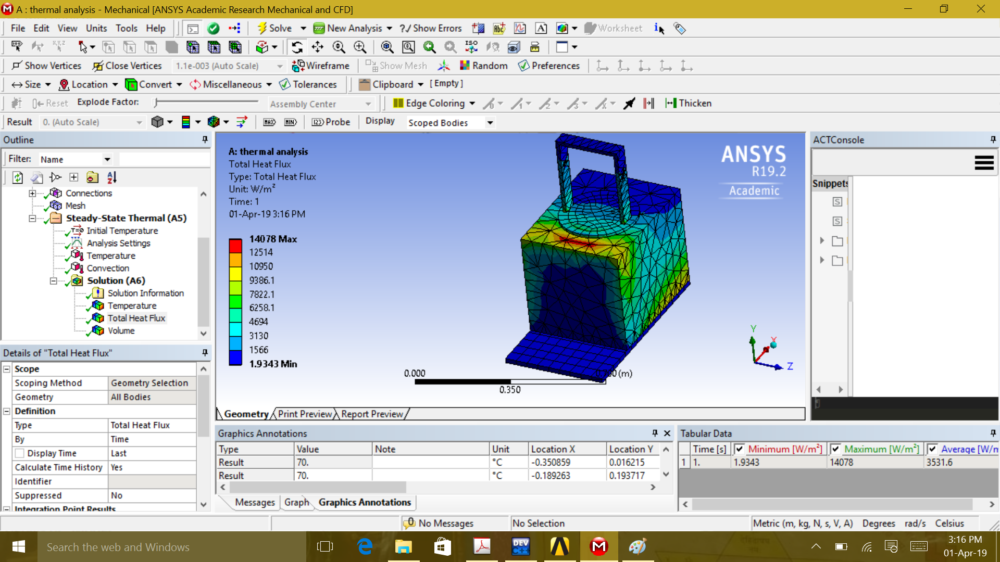 A : thermal analysis - Mechanical [ANSYS Academic Research Mechanical and CFD]
File Edit View Units Tools Help Solve New Analysis ?/ Show Errors Worksheet
Show Vertices Close Vertices 1.1e-003 (Auto Scale) Wireframe Show Mesh Random Preferences
Size Location Convert Miscellaneous Tolerances Clipboard [ Empty ]
Reset Explode Factor: Assembly Center Edge Coloring Thicken
Result 0. (Auto Scale) MAX MIN Probe Display Scoped Bodies
Outline
Filter: Name
Connections
Mesh
Steady-State Thermal (A5)
Initial Temperature
Analysis Settings
Temperature
Convection
Solution (A6)
Solution Information
Temperature
Total Heat Flux
Volume
Details of "Total Heat Flux"
Scope
Scoping Method Geometry Selection
Geometry All Bodies
Definition
Type Total Heat Flux
By Time
Display Time Last
Calculate Time History Yes
Identifier
Suppressed No
Integration Point Results
A: thermal analysis
Total Heat Flux
Type: Total Heat Flux
Unit: W/m²
Time: 1
01-Apr-19 3:16 PM
14078 Max
12514
10950
9386.1
7822.1
6258.1
4694
3130
1566
1.9343 Min
ANSYS
R19.2
Academic
0.000 0.700 (m)
0.350
Y
X
Z
Geometry Print Preview Report Preview
Graphics Annotations
Type Value Note Unit Location X Location Y
Result 70. °C -0.350859 0.016215
Result 70. °C -0.189263 0.193717
Messages Graph Graphics Annotations
ACTConsole
Snippets
S
S
Tabular Data
Time [s] Minimum [W/m²] Maximum [W/m²] Average [W/m
1 1. 1.9343 14078 3531.6
0 No Messages No Selection Metric (m, kg, N, s, V, A) Degrees rad/s Celsius
Search the web and Windows
DEV C++
3:16 PM
01-Apr-19